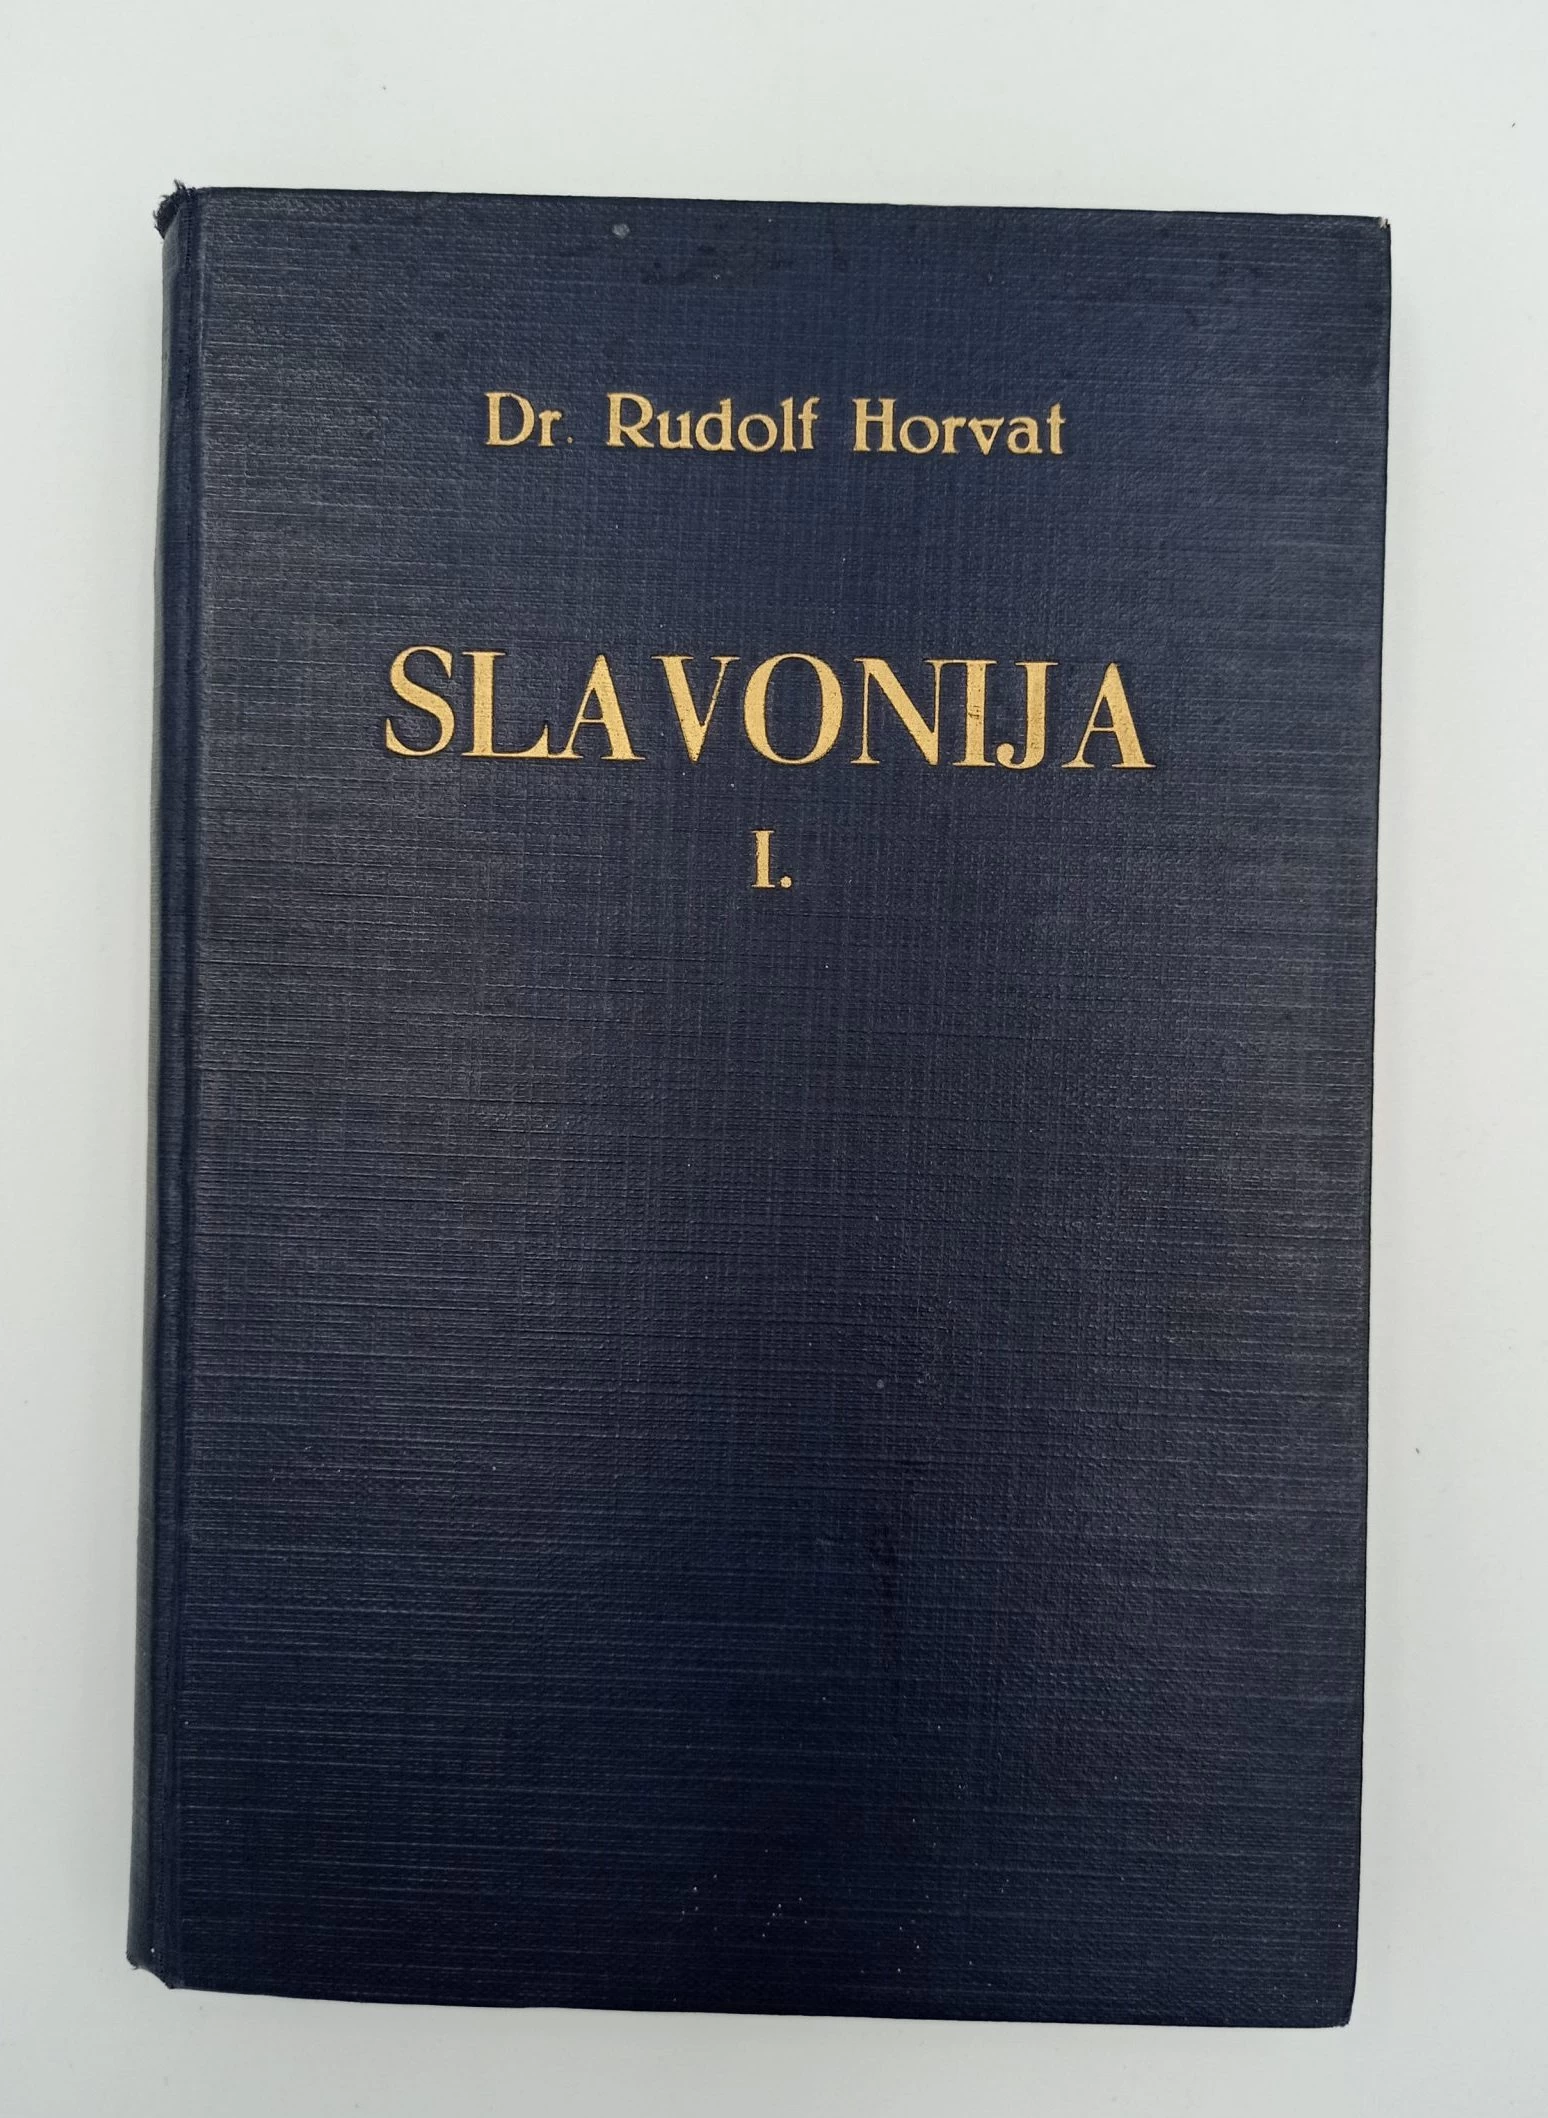 Dr. Rudolf Horvat
SLAVONIJA
I.